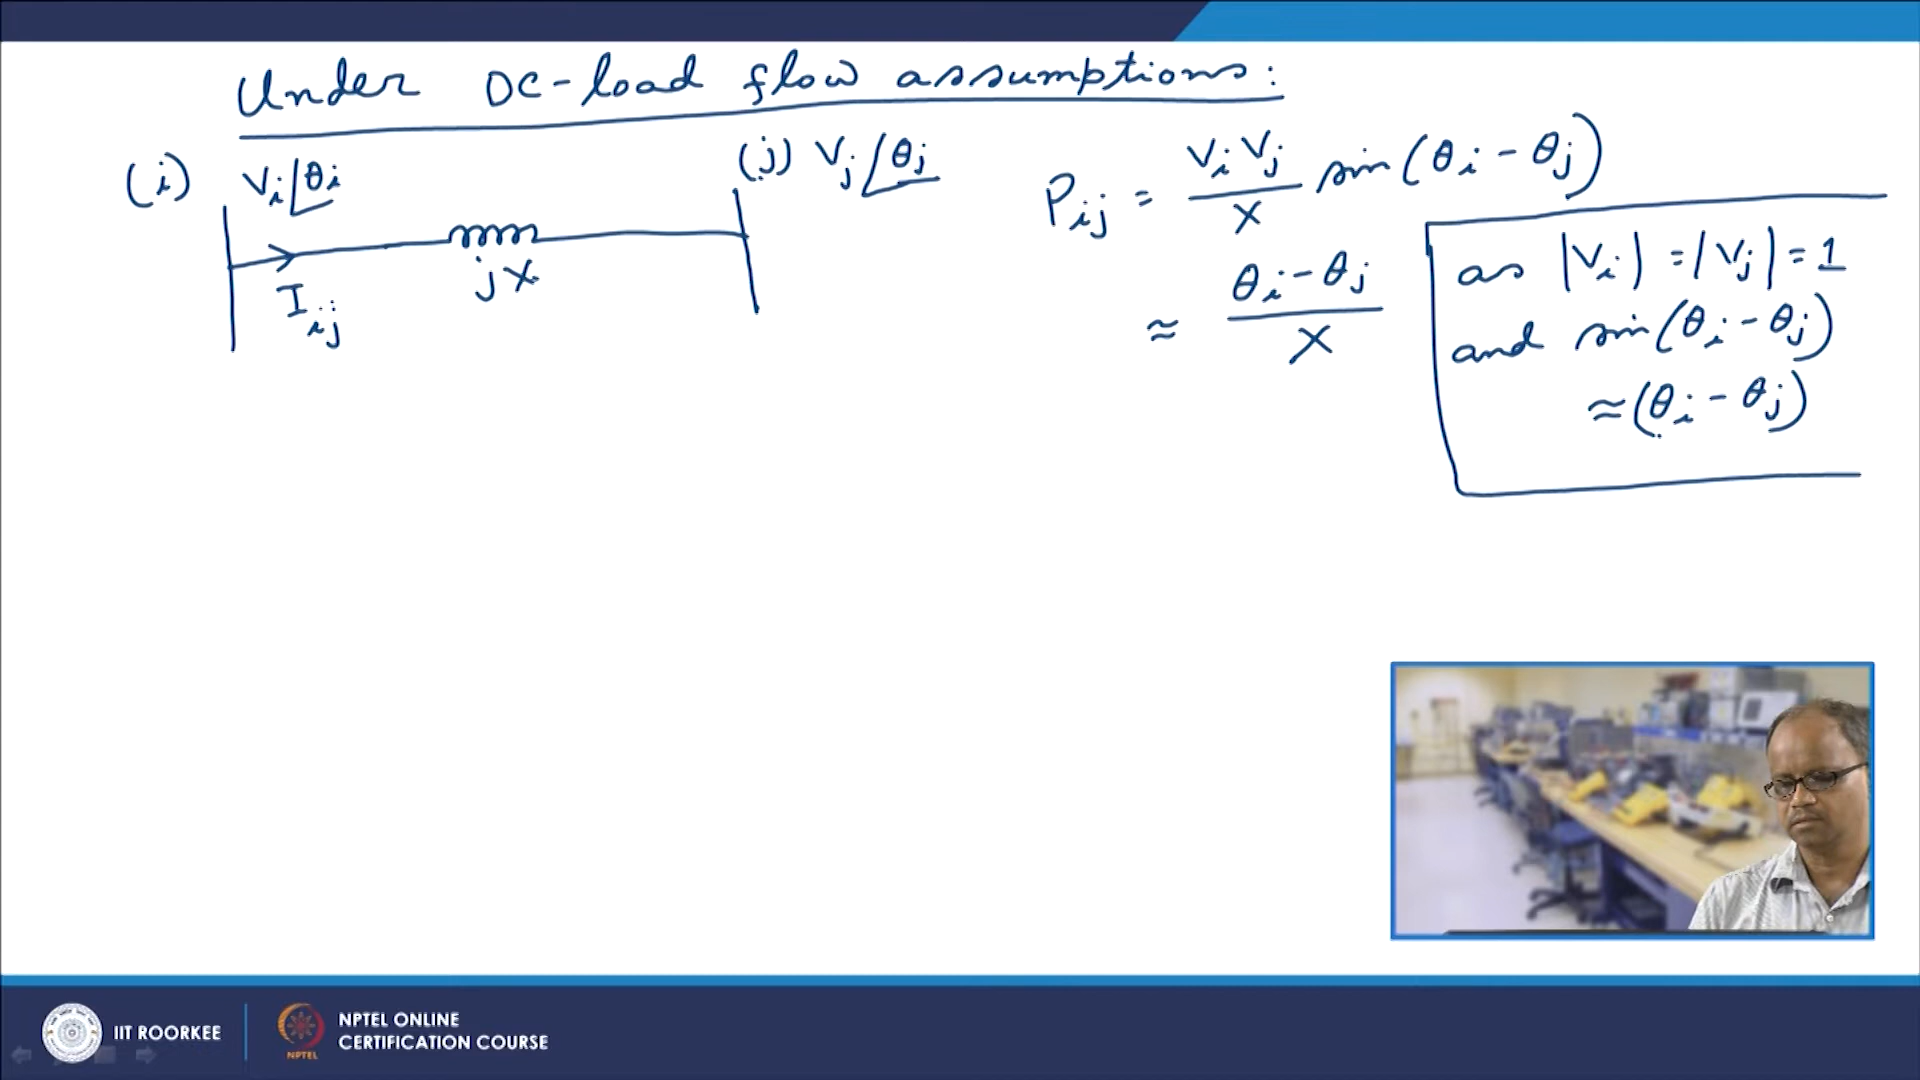 Under DC-load flow assumptions:
(i) Vi∠θi
(j) Vj∠θj
Iij
jX
Pij = ViVj/X sin(θi - θj)
≈ θi - θj/X
as |Vi| = |Vj| = 1
and sin(θi - θj)
≈ (θi - θj)
IIT ROORKEE
NPTEL
NPTEL ONLINE
CERTIFICATION COURSE